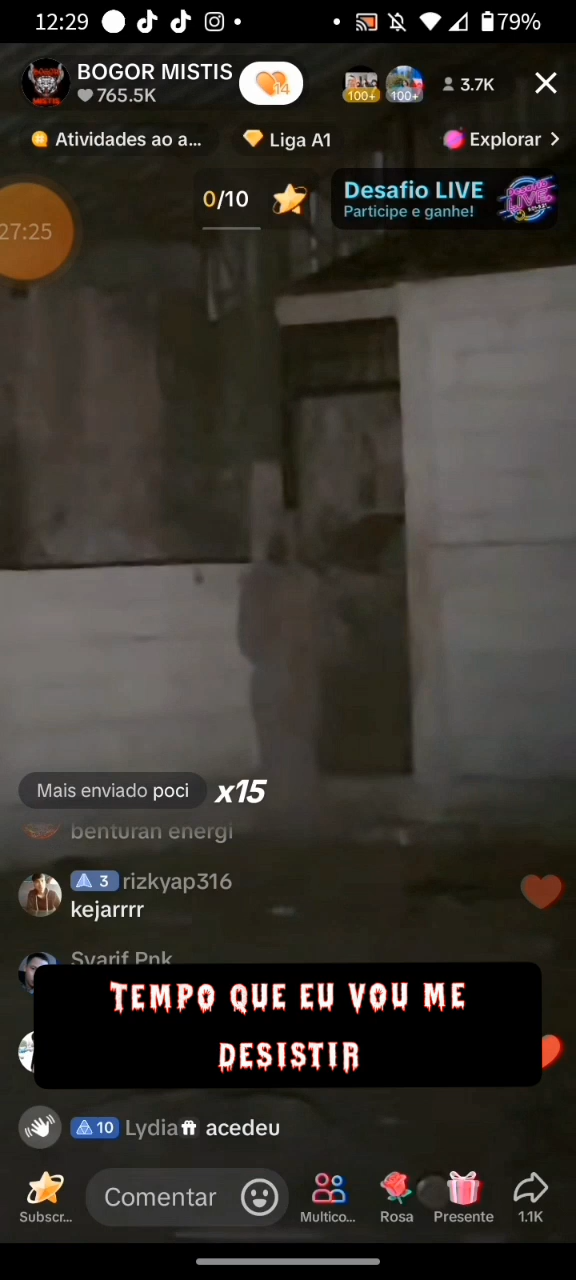 12:29
79%
BOGOR MISTIS
765.5K
14
100+
100+
3.7K
Atividades ao a...
Liga A1
Explorar
0/10
Desafio LIVE
Participe e ganhe!
27:25
Mais enviado poci x15
benturan energi
3 rizkyap316
kejarrrr
Syarif Pnk
TEMPO QUE EU VOU ME
DESISTIR
10 Lydia acedeu
Comentar
Subscr...
Multico...
Rosa
Presente
1.1K